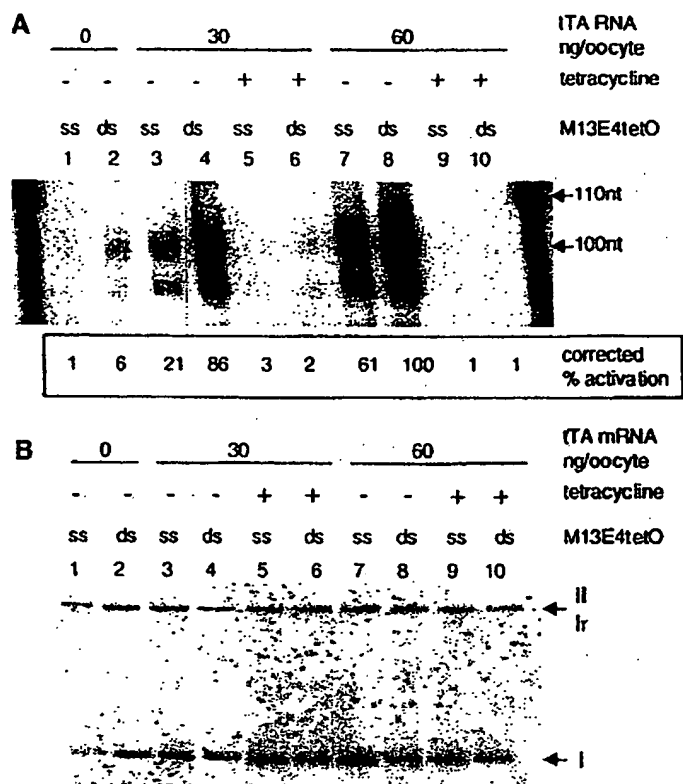 A
0 30 60 tTA RNA
ng/oocyte
- - - - + + - - + + tetracycline
ss ds ss ds ss ds ss ds ss ds M13E4tetO
1 2 3 4 5 6 7 8 9 10
110nt
100nt
1 6 21 86 3 2 61 100 1 1 corrected
% activation
B
0 30 60 tTA mRNA
ng/oocyte
- - - - + + - - + + tetracycline
ss ds ss ds ss ds ss ds ss ds M13E4tetO
1 2 3 4 5 6 7 8 9 10
II
Ir
I